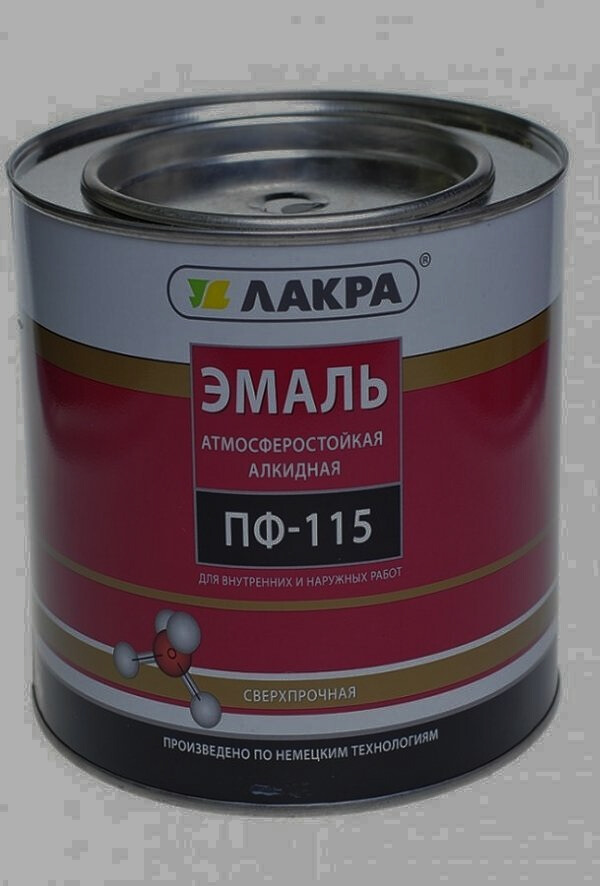 ЛАКРА®
ЭМАЛЬ
АТМОСФЕРОСТОЙКАЯ
АЛКИДНАЯ
ПФ-115
ДЛЯ ВНУТРЕННИХ И НАРУЖНЫХ РАБОТ
СВЕРХПРОЧНАЯ
ПРОИЗВЕДЕНО ПО НЕМЕЦКИМ ТЕХНОЛОГИЯМ